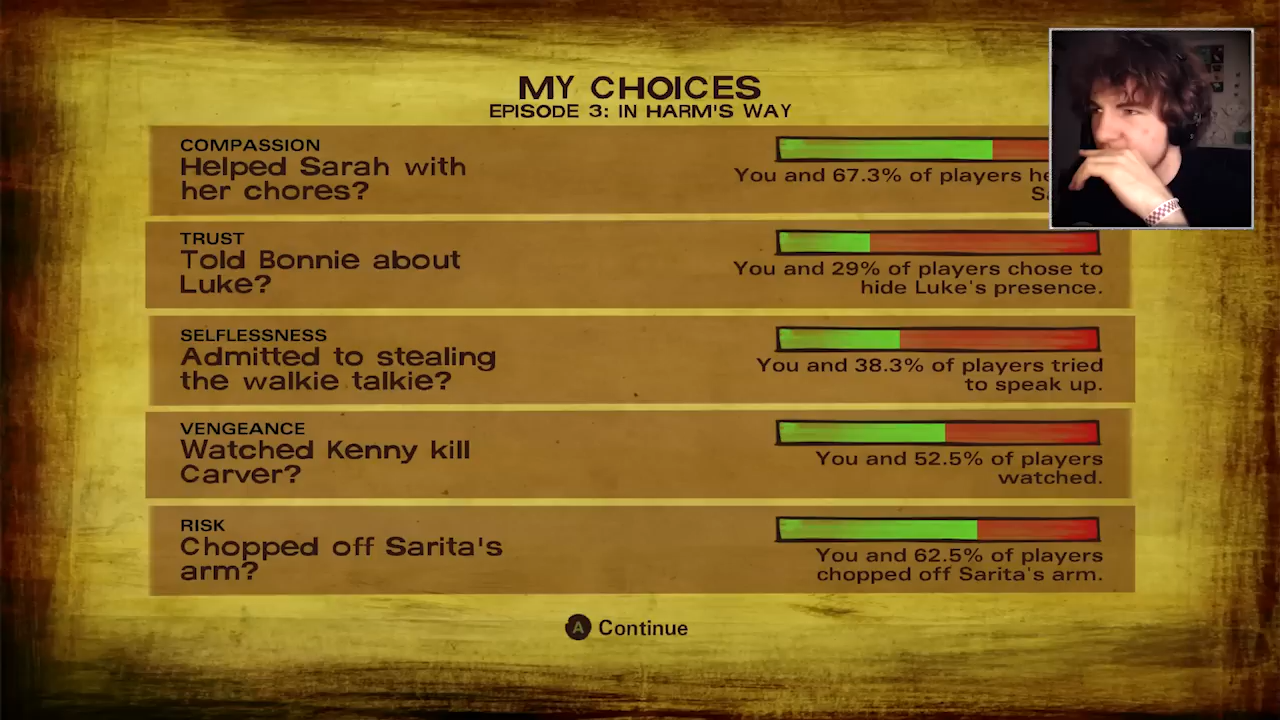 MY CHOICES
EPISODE 3: IN HARM'S WAY
COMPASSION
Helped Sarah with
her chores?
You and 67.3% of players
TRUST
Told Bonnie about
Luke?
You and 29% of players chose to
hide Luke's presence.
SELFLESSNESS
Admitted to stealing
the walkie talkie?
You and 38.3% of players tried
to speak up.
VENGEANCE
Watched Kenny kill
Carver?
You and 52.5% of players
watched.
RISK
Chopped off Sarita's
arm?
You and 62.5% of players
chopped off Sarita's arm.
A Continue